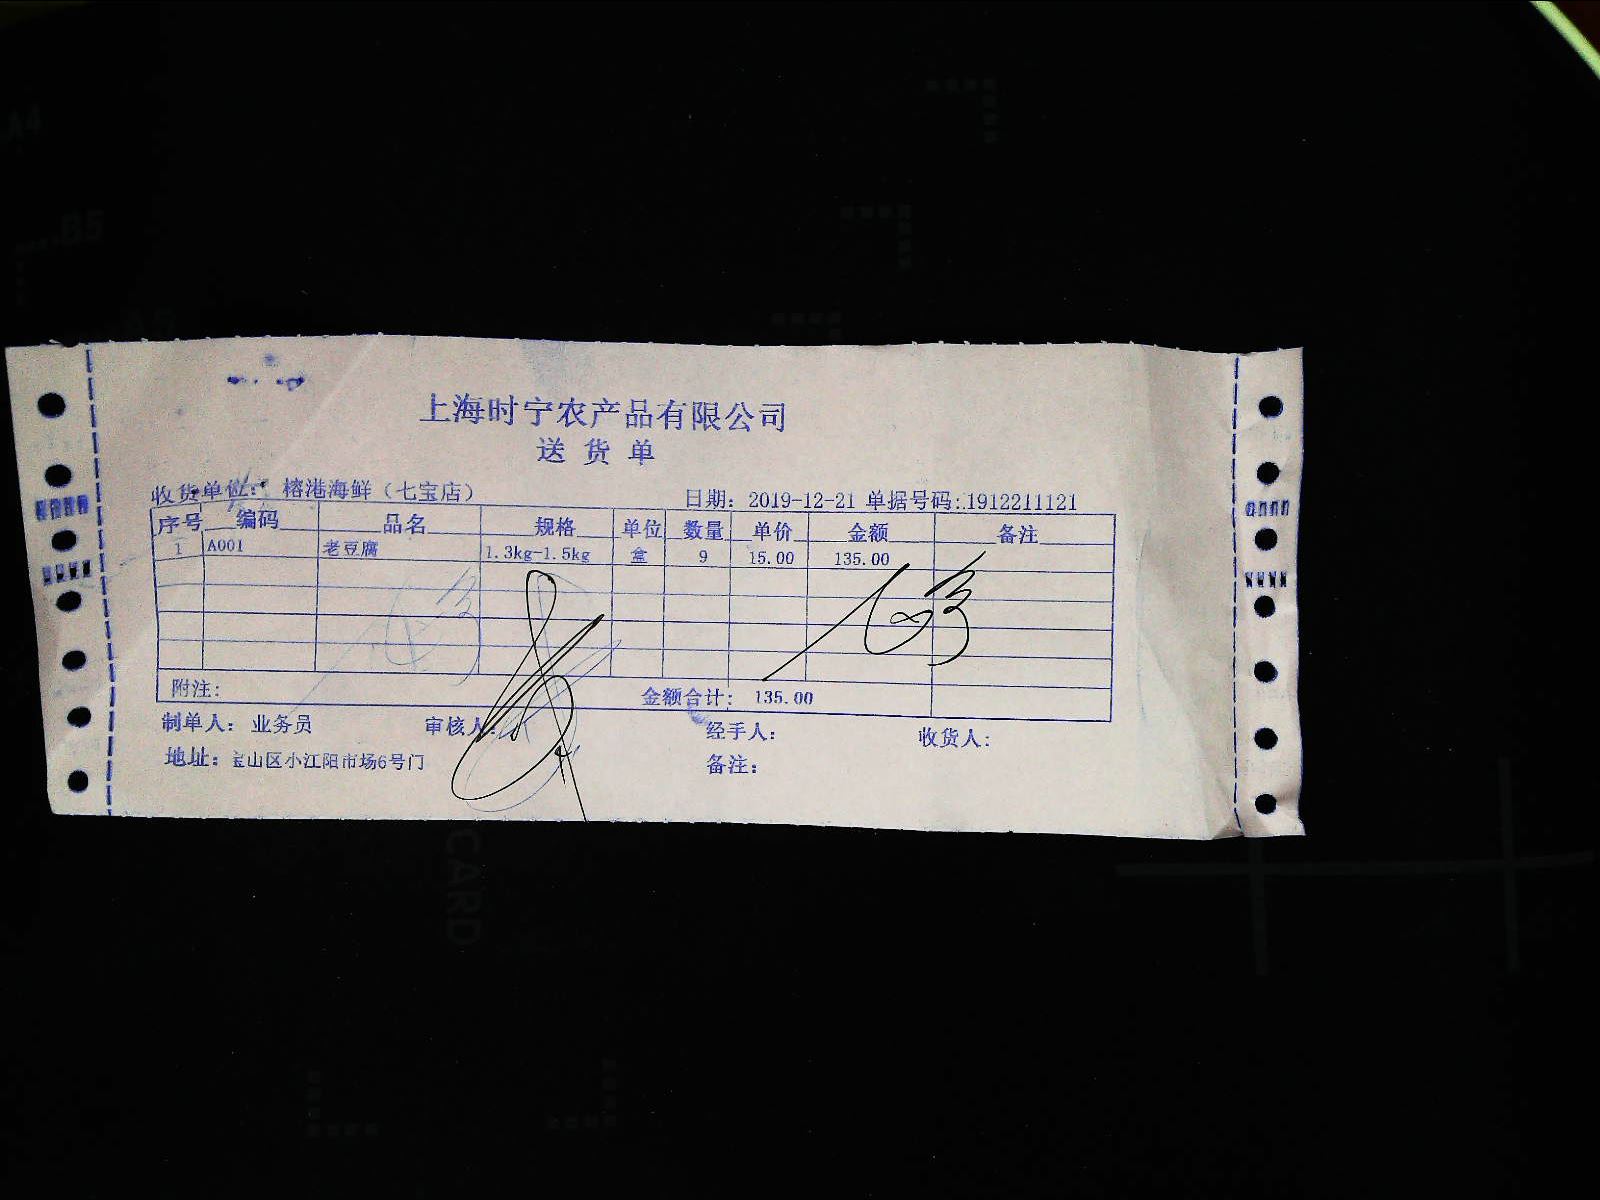 上海时宁农产品有限公司
送货单
收货单位: 榕港海鲜（七宝店） 日期: 2019-12-21 单据号码:.1912211121
序号 编码 品名 规格 单位 数量 单价 金额 备注
1 A001 老豆腐 1.3kg-1.5kg 盒 9 15.00 135.00
附注: 金额合计: 135.00
制单人: 业务员 审核人: 经手人: 收货人:
地址: 宝山区小江阳市场6号门 备注:
A4
B5
CARD